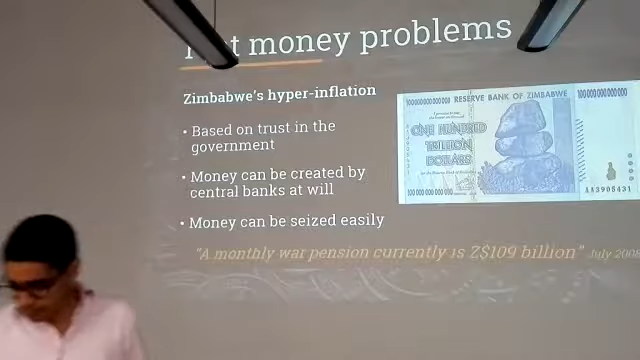 money problems
Zimbabwe's hyper-inflation
• Based on trust in the
government
• Money can be created by
central banks at will
• Money can be seized easily
"A monthly war pension currently is Z$109 billion" July 2008
RESERVE BANK OF ZIMBABWE
ONE HUNDRED
TRILLION
DOLLARS
AA3905431